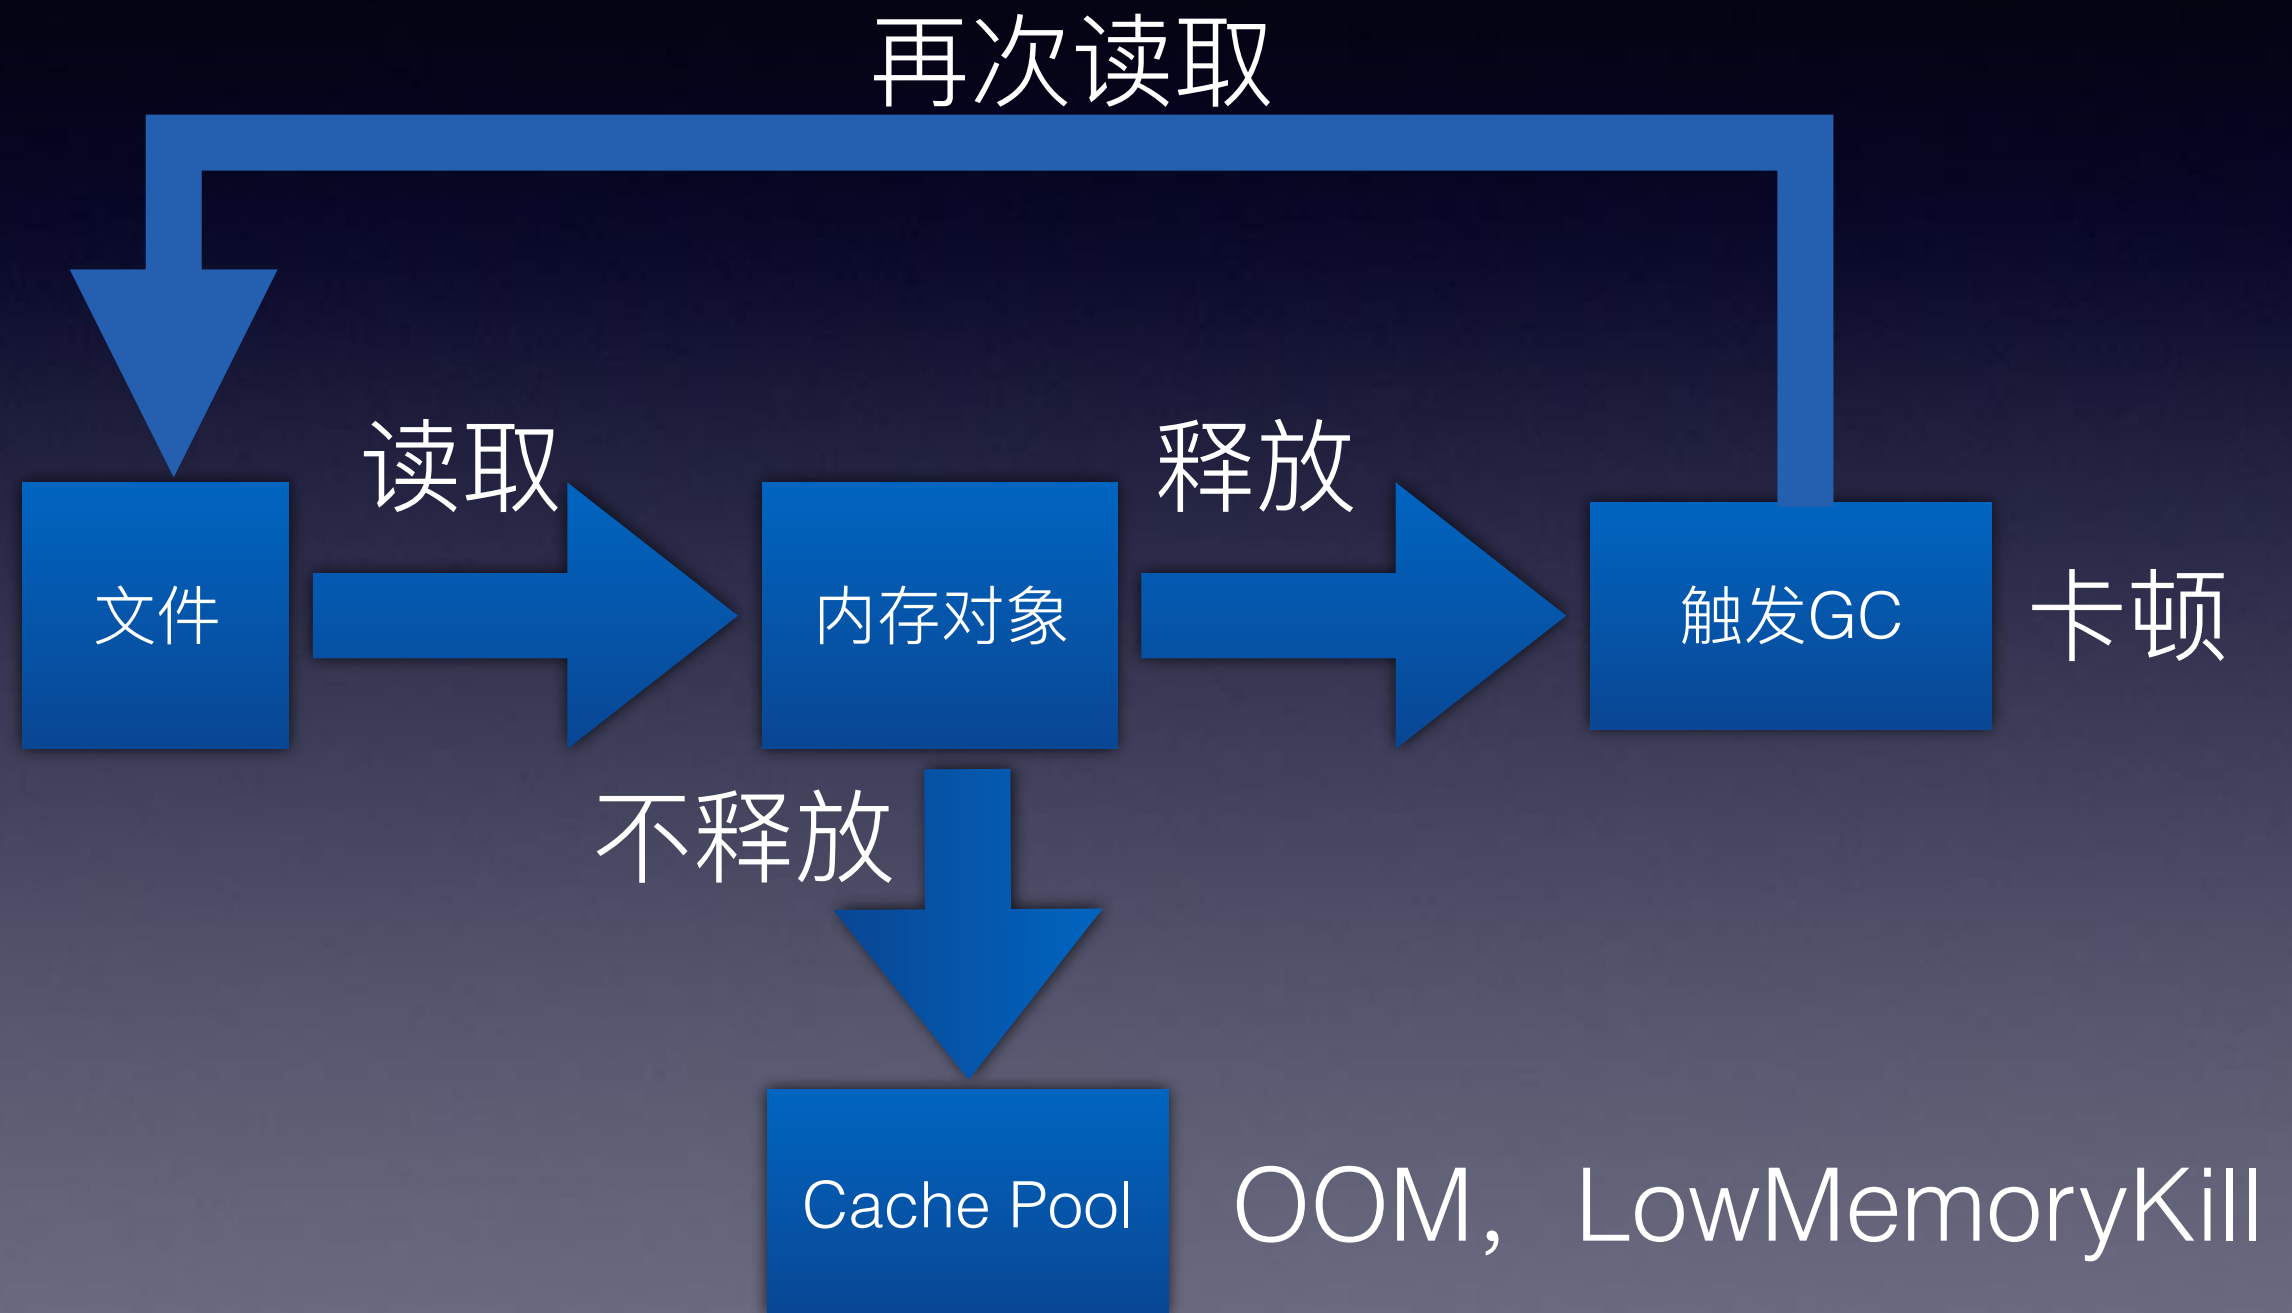 再次读取
读取
释放
文件
内存对象
触发GC
卡顿
不释放
Cache Pool
OOM，LowMemoryKill